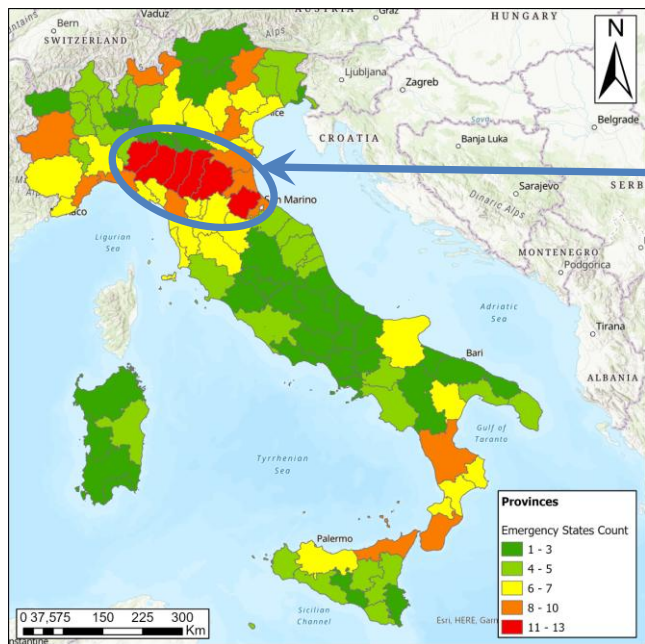 Bern
Vaduz
AUSTRIA
Graz
SWITZERLAND
Alps
HUNGARY
Ljubljana
Zagreb
N
CROATIA
Belgrade
Banja Luka
Sarajevo
SERB
Dinaric Alps
San Marino
Ligurian
Sea
MONTENEGRO
Podgorica
Adriatic
Sea
Tirana
Bari
ALBANIA
Gulf of
Taranto
Tyrrhenian
Sea
Palermo
Sicilian
Channel
Provinces
Emergency States Count
1 - 3
4 - 5
6 - 7
8 - 10
11 - 13
0 37,575 150 225 300
Km
Esri, HERE, Garm